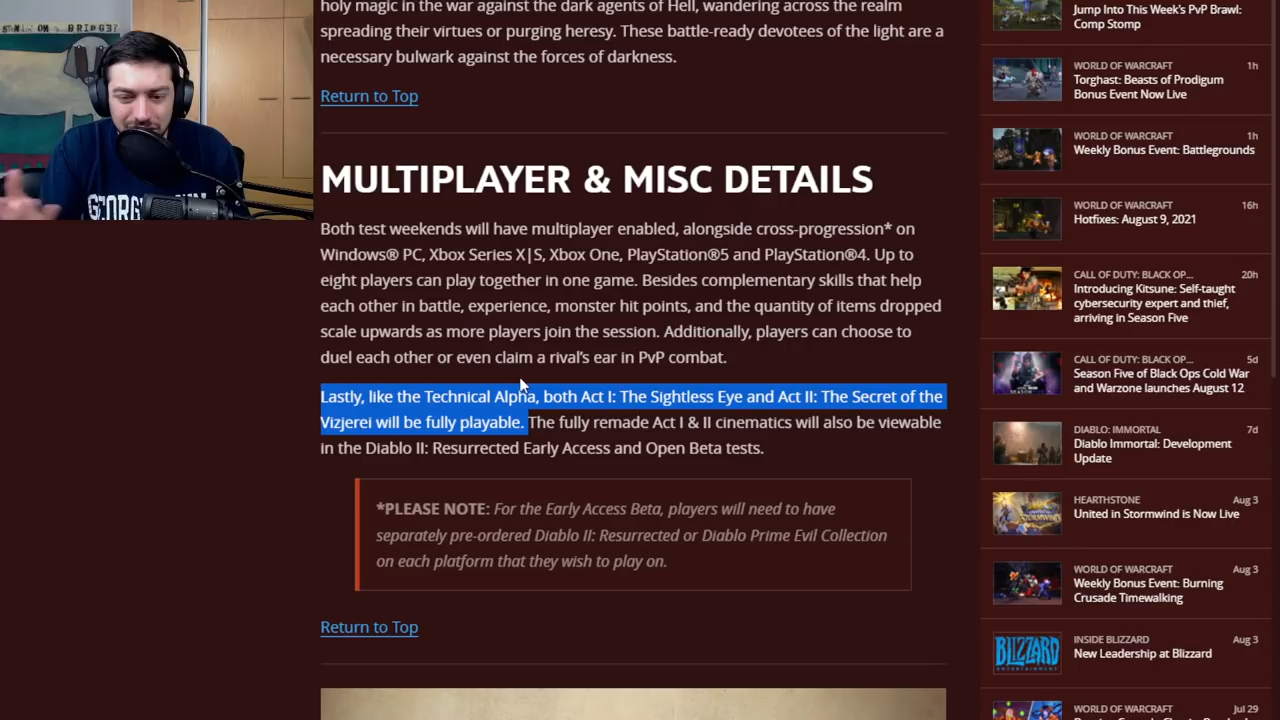 holy magic in the war against the dark agents of Hell, wandering across the realm
spreading their virtues or purging heresy. These battle-ready devotees of the light are a
necessary bulwark against the forces of darkness.
Return to Top
MULTIPLAYER & MISC DETAILS
Both test weekends will have multiplayer enabled, alongside cross-progression* on
Windows® PC, Xbox Series X|S, Xbox One, PlayStation®5 and PlayStation®4. Up to
eight players can play together in one game. Besides complementary skills that help
each other in battle, experience, monster hit points, and the quantity of items dropped
scale upwards as more players join the session. Additionally, players can choose to
duel each other or even claim a rival's ear in PvP combat.
Lastly, like the Technical Alpha, both Act I: The Sightless Eye and Act II: The Secret of the
Vizjerei will be fully playable. The fully remade Act I & II cinematics will also be viewable
in the Diablo II: Resurrected Early Access and Open Beta tests.
*PLEASE NOTE: For the Early Access Beta, players will need to have
separately pre-ordered Diablo II: Resurrected or Diablo Prime Evil Collection
on each platform that they wish to play on.
Return to Top
Jump Into This Week's PvP Brawl:
Comp Stomp
WORLD OF WARCRAFT 1h
Torghast: Beasts of Prodigum
Bonus Event Now Live
WORLD OF WARCRAFT 1h
Weekly Bonus Event: Battlegrounds
WORLD OF WARCRAFT 16h
Hotfixes: August 9, 2021
CALL OF DUTY: BLACK OP... 20h
Introducing Kitsune: Self-taught
cybersecurity expert and thief,
arriving in Season Five
CALL OF DUTY: BLACK OP... 5d
Season Five of Black Ops Cold War
and Warzone launches August 12
DIABLO: IMMORTAL 7d
Diablo Immortal: Development
Update
HEARTHSTONE Aug 3
United in Stormwind is Now Live
WORLD OF WARCRAFT Aug 3
Weekly Bonus Event: Burning
Crusade Timewalking
INSIDE BLIZZARD Aug 3
New Leadership at Blizzard
BLIZZARD
WORLD OF WARCRAFT Jul 29